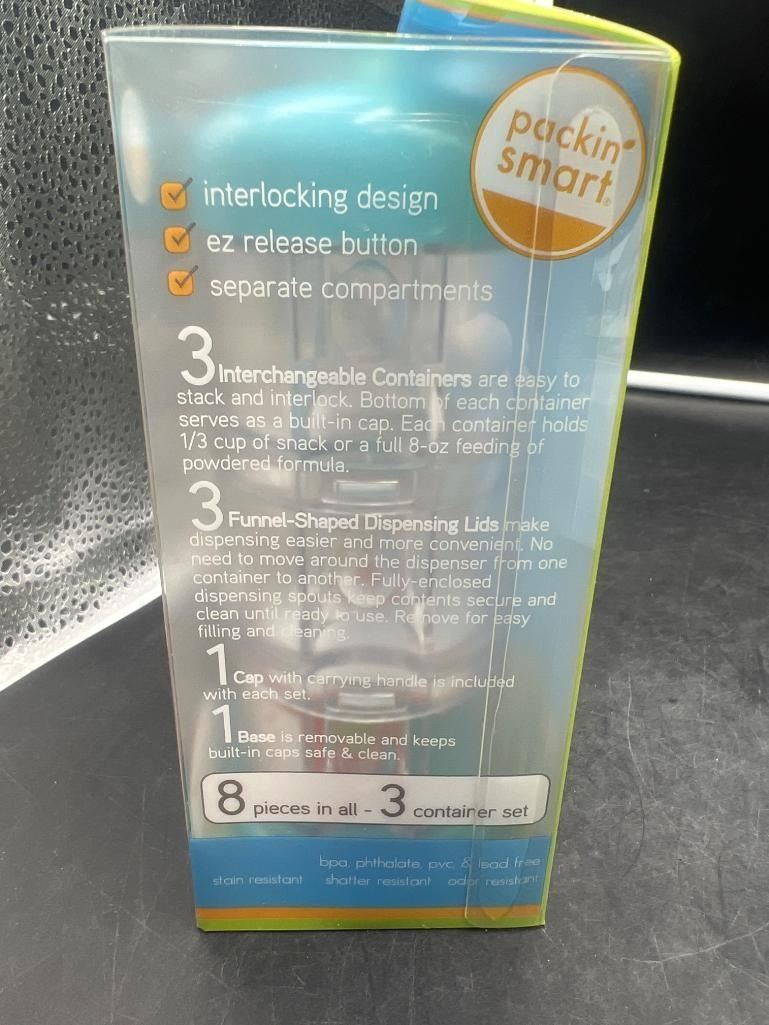 packin'
smart®
interlocking design
ez release button
separate compartments
3 Interchangeable Containers are easy to
stack and interlock. Bottom of each container
serves as a built-in cap. Each container holds
1/3 cup of snack or a full 8-oz feeding of
powdered formula.
3 Funnel-Shaped Dispensing Lids make
dispensing easier and more convenient. No
need to move around the dispenser from one
container to another. Fully-enclosed
dispensing spouts keep contents secure and
clean until ready to use. Remove for easy
filling and cleaning.
1 Cap with carrying handle is included
with each set.
1 Base is removable and keeps
built-in caps safe & clean.
8 pieces in all - 3 container set
bpa, phthalate, pvc, & lead free
stain resistant shatter resistant odor resistant